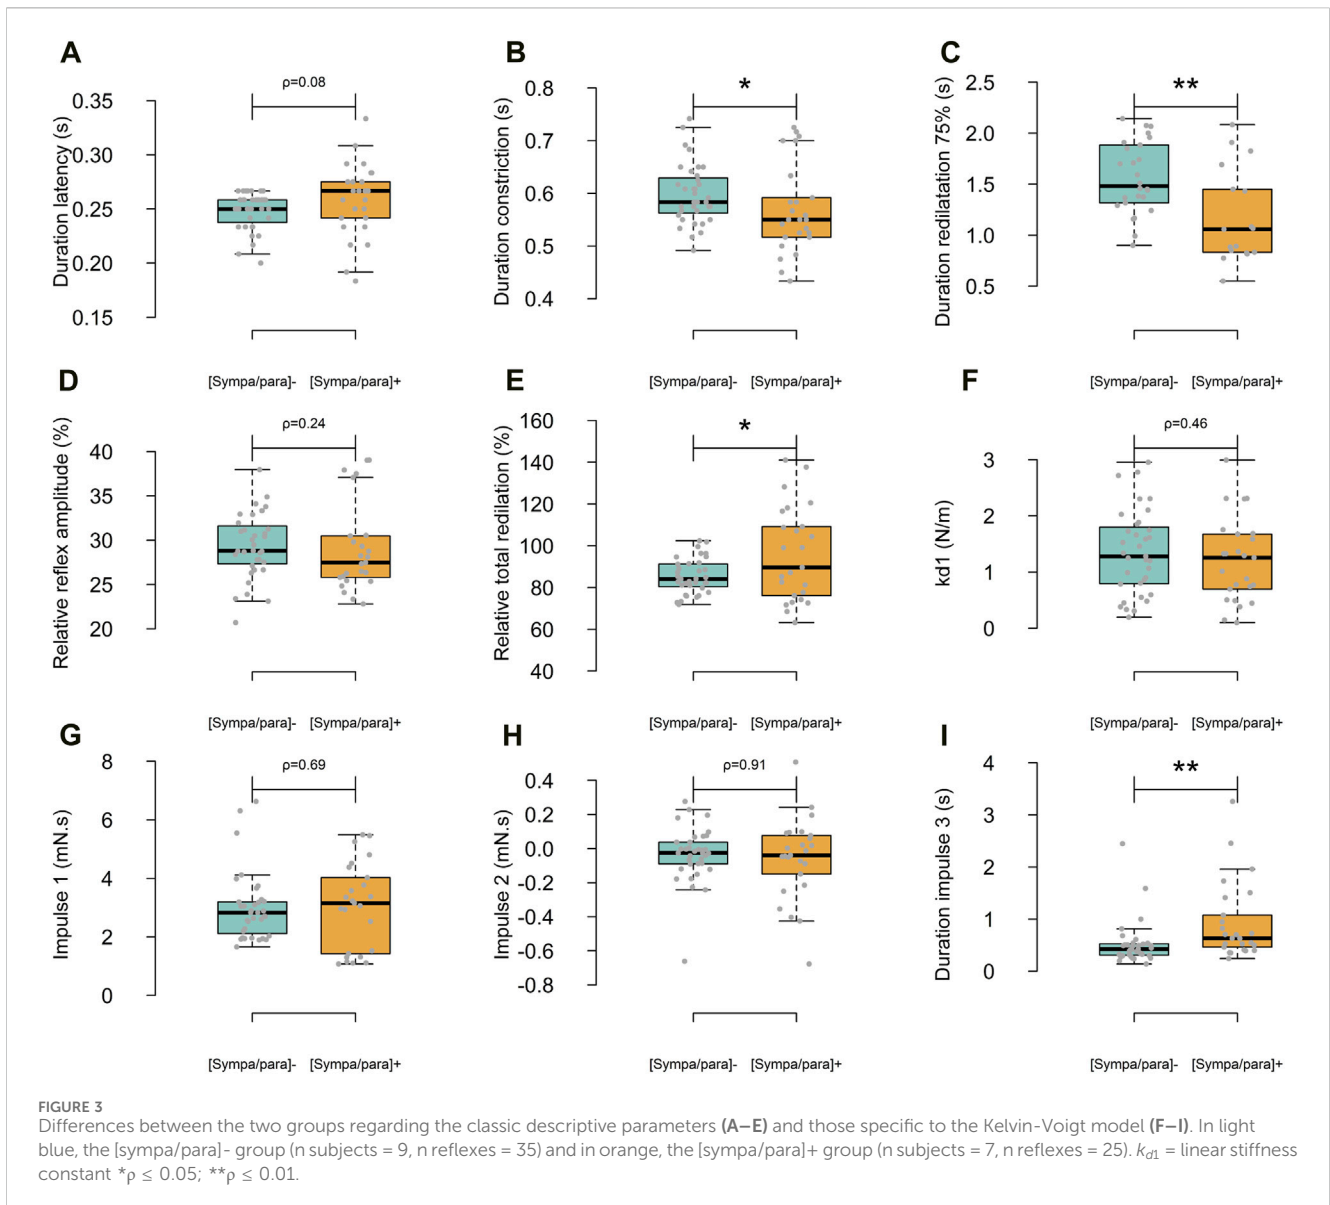 A
ρ=0.08
Duration latency (s)
0.35
0.30
0.25
0.20
0.15
[Sympa/para]- [Sympa/para]+
B
*
Duration constriction (s)
0.8
0.7
0.6
0.5
0.4
[Sympa/para]- [Sympa/para]+
C
**
Duration rediliatation 75% (s)
2.5
2.0
1.5
1.0
0.5
[Sympa/para]- [Sympa/para]+
D
ρ=0.24
Relative reflex amplitude (%)
40
35
30
25
20
[Sympa/para]- [Sympa/para]+
E
*
Relative total redilation (%)
160
140
120
100
80
60
40
[Sympa/para]- [Sympa/para]+
F
ρ=0.46
kd1 (N/m)
3
2
1
0
[Sympa/para]- [Sympa/para]+
G
ρ=0.69
Impulse 1 (mN.s)
8
6
4
2
0
[Sympa/para]- [Sympa/para]+
H
ρ=0.91
Impulse 2 (mN.s)
0.4
0.2
0.0
-0.2
-0.4
-0.6
-0.8
[Sympa/para]- [Sympa/para]+
I
**
Duration impulse 3 (s)
4
3
2
1
0
[Sympa/para]- [Sympa/para]+
FIGURE 3
Differences between the two groups regarding the classic descriptive parameters (A–E) and those specific to the Kelvin-Voigt model (F–I). In light
blue, the [sympa/para]- group (n subjects = 9, n reflexes = 35) and in orange, the [sympa/para]+ group (n subjects = 7, n reflexes = 25). kd1 = linear stiffness
constant *ρ ≤ 0.05; **ρ ≤ 0.01.